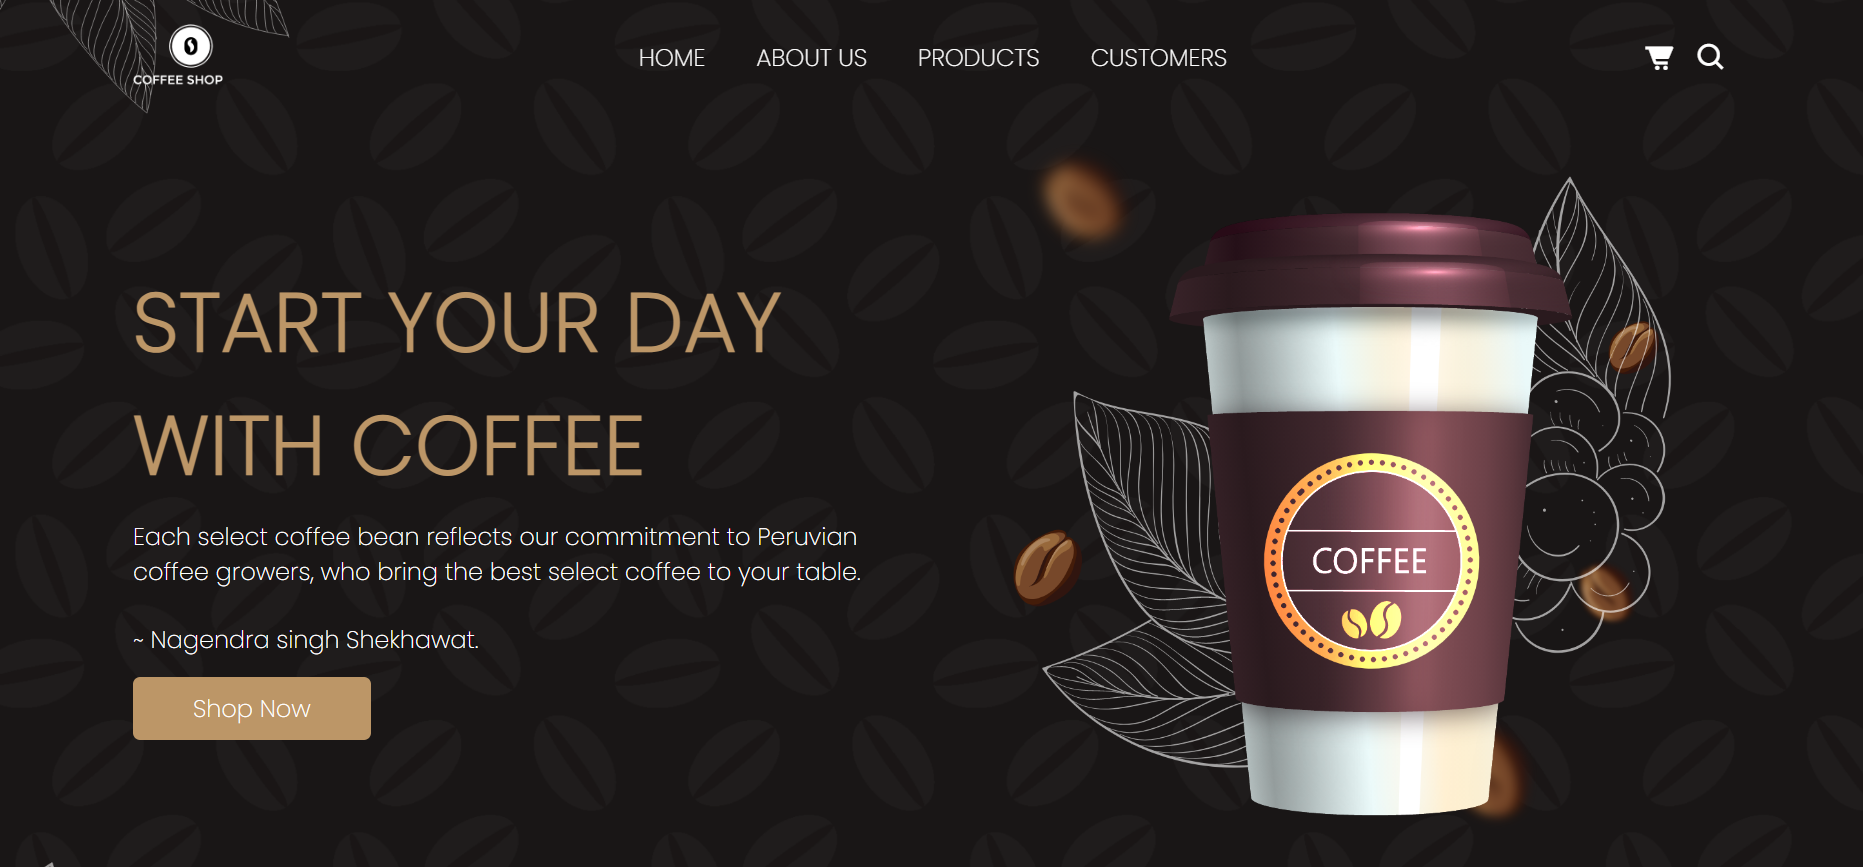 COFFEE SHOP
HOME ABOUT US PRODUCTS CUSTOMERS
START YOUR DAY
WITH COFFEE
Each select coffee bean reflects our commitment to Peruvian
coffee growers, who bring the best select coffee to your table.
~ Nagendra singh Shekhawat.
Shop Now
COFFEE